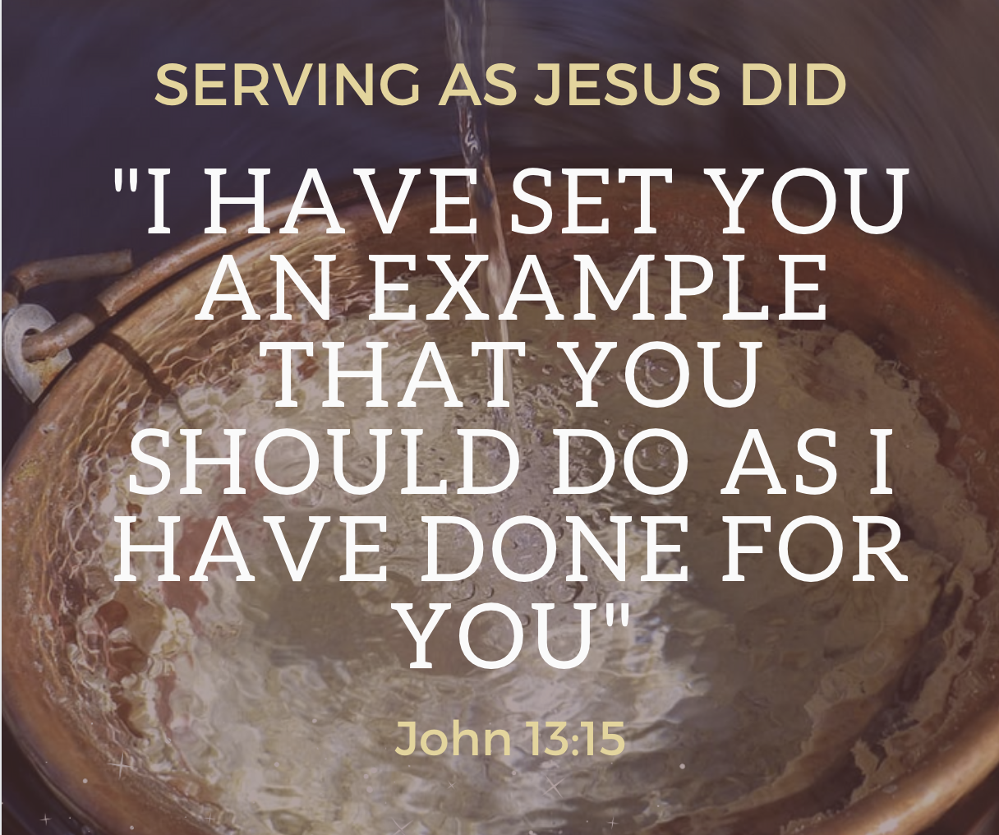 SERVING AS JESUS DID
"I HAVE SET YOU
AN EXAMPLE
THAT YOU
SHOULD DO AS I
HAVE DONE FOR
YOU"
John 13:15